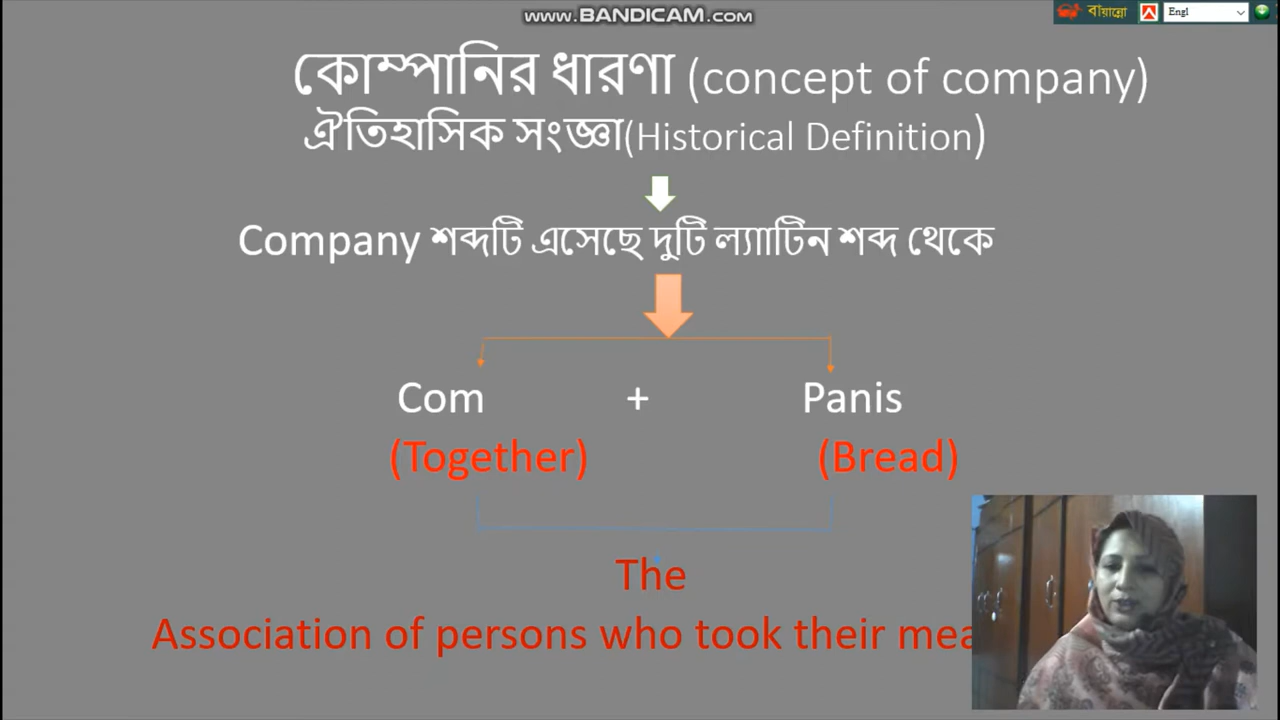 www.BANDICAM.com
বায়ান্নো
Engl
কোম্পানির ধারণা (concept of company)
ঐতিহাসিক সংজ্ঞা(Historical Definition)
Company শব্দটি এসেছে দুটি ল্যাাটিন শব্দ থেকে
Com + Panis
(Together) (Bread)
The
Association of persons who took their mea